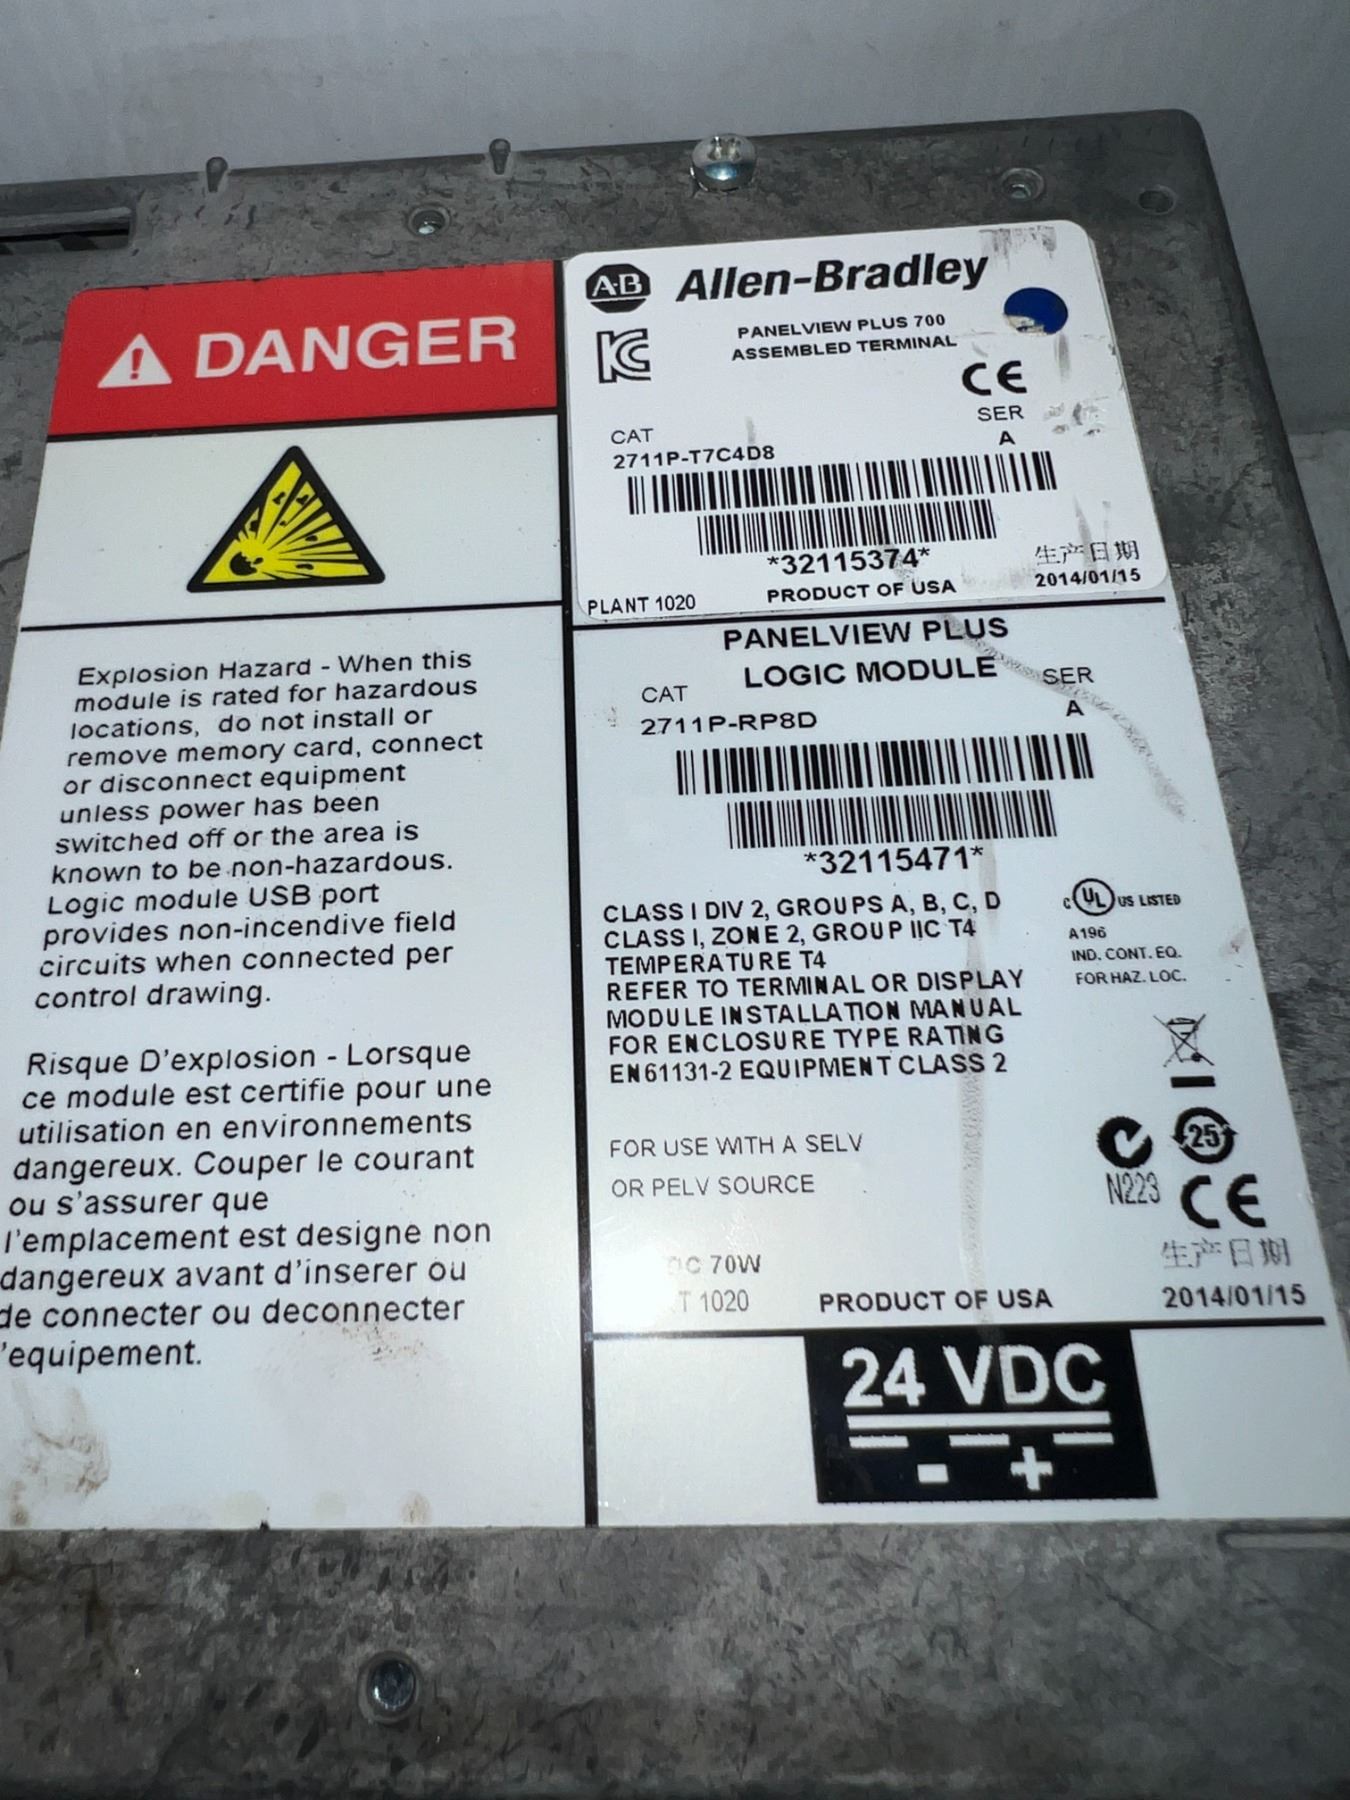 DANGER
Explosion Hazard - When this
module is rated for hazardous
locations, do not install or
remove memory card, connect
or disconnect equipment
unless power has been
switched off or the area is
known to be non-hazardous.
Logic module USB port
provides non-incendive field
circuits when connected per
control drawing.
Risque D'explosion - Lorsque
ce module est certifie pour une
utilisation en environnements
dangereux. Couper le courant
ou s'assurer que
l'emplacement est designe non
dangereux avant d'inserer ou
de connecter ou deconnecter
'equipement.
A-B Allen-Bradley
PANELVIEW PLUS 700
ASSEMBLED TERMINAL
CE
SER
A
CAT
2711P-T7C4D8
*32115374*
生产日期
2014/01/15
PLANT 1020 PRODUCT OF USA
PANELVIEW PLUS
LOGIC MODULE
SER
A
CAT
2711P-RP8D
*32115471*
CLASS I DIV 2, GROUPS A, B, C, D
CLASS I, ZONE 2, GROUP IIC T4
TEMPERATURE T4
REFER TO TERMINAL OR DISPLAY
MODULE INSTALLATION MANUAL
FOR ENCLOSURE TYPE RATING
EN61131-2 EQUIPMENT CLASS 2
C UL US LISTED
A196
IND. CONT. EQ.
FOR HAZ. LOC.
FOR USE WITH A SELV
OR PELV SOURCE
25
N223
CE
生产日期
2014/01/15
70W
1020 PRODUCT OF USA
24 VDC
- +